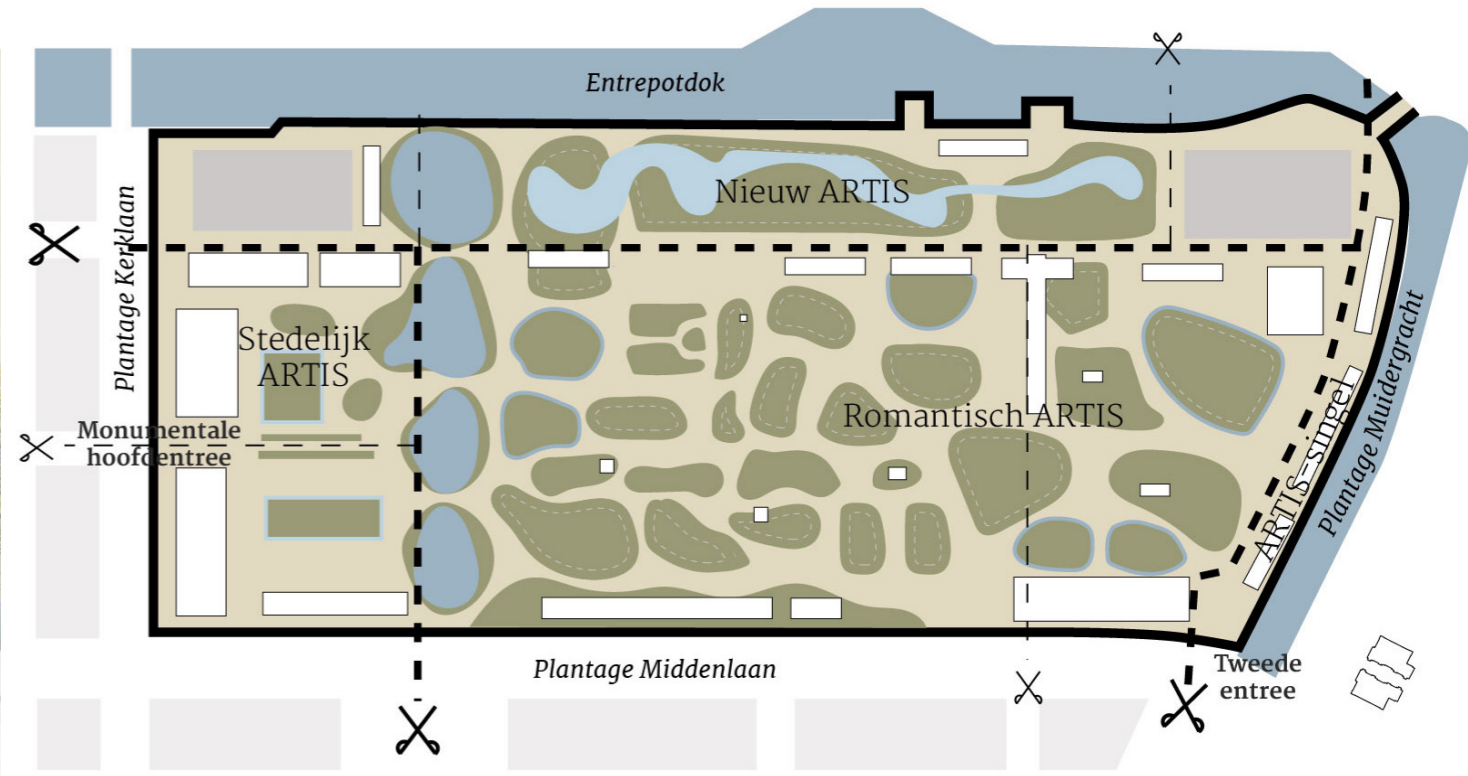 Entrepotdok
Nieuw ARTIS
Plantage Kerklaan
Stedelijk
ARTIS
Romantisch ARTIS
Monumentale
hoofdentree
ARTIS-singel
Plantage Muidergracht
Plantage Middenlaan
Tweede
entree